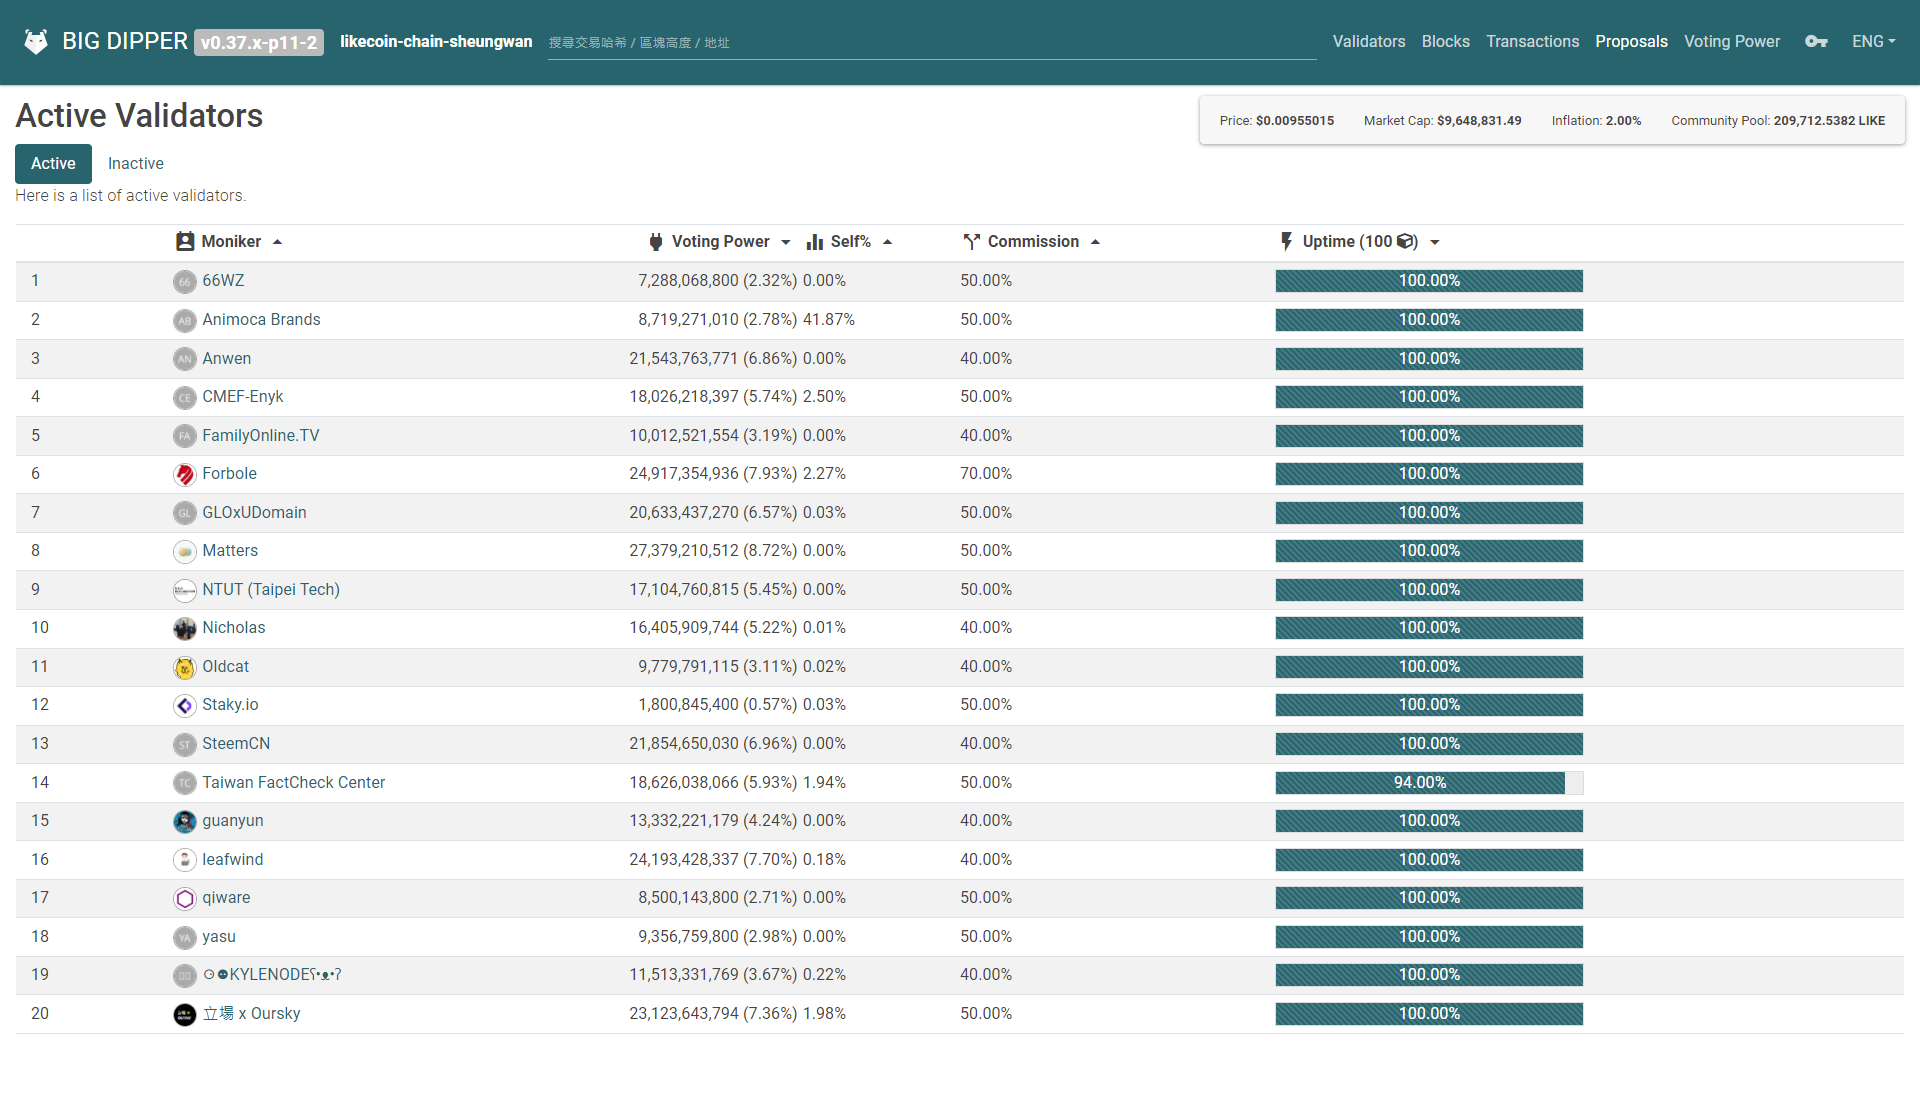 BIG DIPPER v0.37.x-p11-2 likecoin-chain-sheungwan 搜尋交易哈希 / 區塊高度 / 地址 Validators Blocks Transactions Proposals Voting Power ENG
Active Validators
Price: $0.00955015 Market Cap: $9,648,831.49 Inflation: 2.00% Community Pool: 209,712.5382 LIKE
Active Inactive
Here is a list of active validators.
Moniker Voting Power Self% Commission Uptime (100 )
1 66 66WZ 7,288,068,800 (2.32%) 0.00% 50.00% 100.00%
2 AB Animoca Brands 8,719,271,010 (2.78%) 41.87% 50.00% 100.00%
3 AN Anwen 21,543,763,771 (6.86%) 0.00% 40.00% 100.00%
4 CE CMEF-Enyk 18,026,218,397 (5.74%) 2.50% 50.00% 100.00%
5 FA FamilyOnline.TV 10,012,521,554 (3.19%) 0.00% 40.00% 100.00%
6 Forbole 24,917,354,936 (7.93%) 2.27% 70.00% 100.00%
7 GL GLOxUDomain 20,633,437,270 (6.57%) 0.03% 50.00% 100.00%
8 Matters 27,379,210,512 (8.72%) 0.00% 50.00% 100.00%
9 NTUT (Taipei Tech) 17,104,760,815 (5.45%) 0.00% 50.00% 100.00%
10 Nicholas 16,405,909,744 (5.22%) 0.01% 40.00% 100.00%
11 Oldcat 9,779,791,115 (3.11%) 0.02% 40.00% 100.00%
12 Staky.io 1,800,845,400 (0.57%) 0.03% 50.00% 100.00%
13 ST SteemCN 21,854,650,030 (6.96%) 0.00% 40.00% 100.00%
14 TC Taiwan FactCheck Center 18,626,038,066 (5.93%) 1.94% 50.00% 94.00%
15 guanyun 13,332,221,179 (4.24%) 0.00% 40.00% 100.00%
16 leafwind 24,193,428,337 (7.70%) 0.18% 40.00% 100.00%
17 qiware 8,500,143,800 (2.71%) 0.00% 50.00% 100.00%
18 YA yasu 9,356,759,800 (2.98%) 0.00% 50.00% 100.00%
19 ⚆⚉KYLENODEʕ•ᴥ•ʔ 11,513,331,769 (3.67%) 0.22% 40.00% 100.00%
20 立場 x Oursky 23,123,643,794 (7.36%) 1.98% 50.00% 100.00%